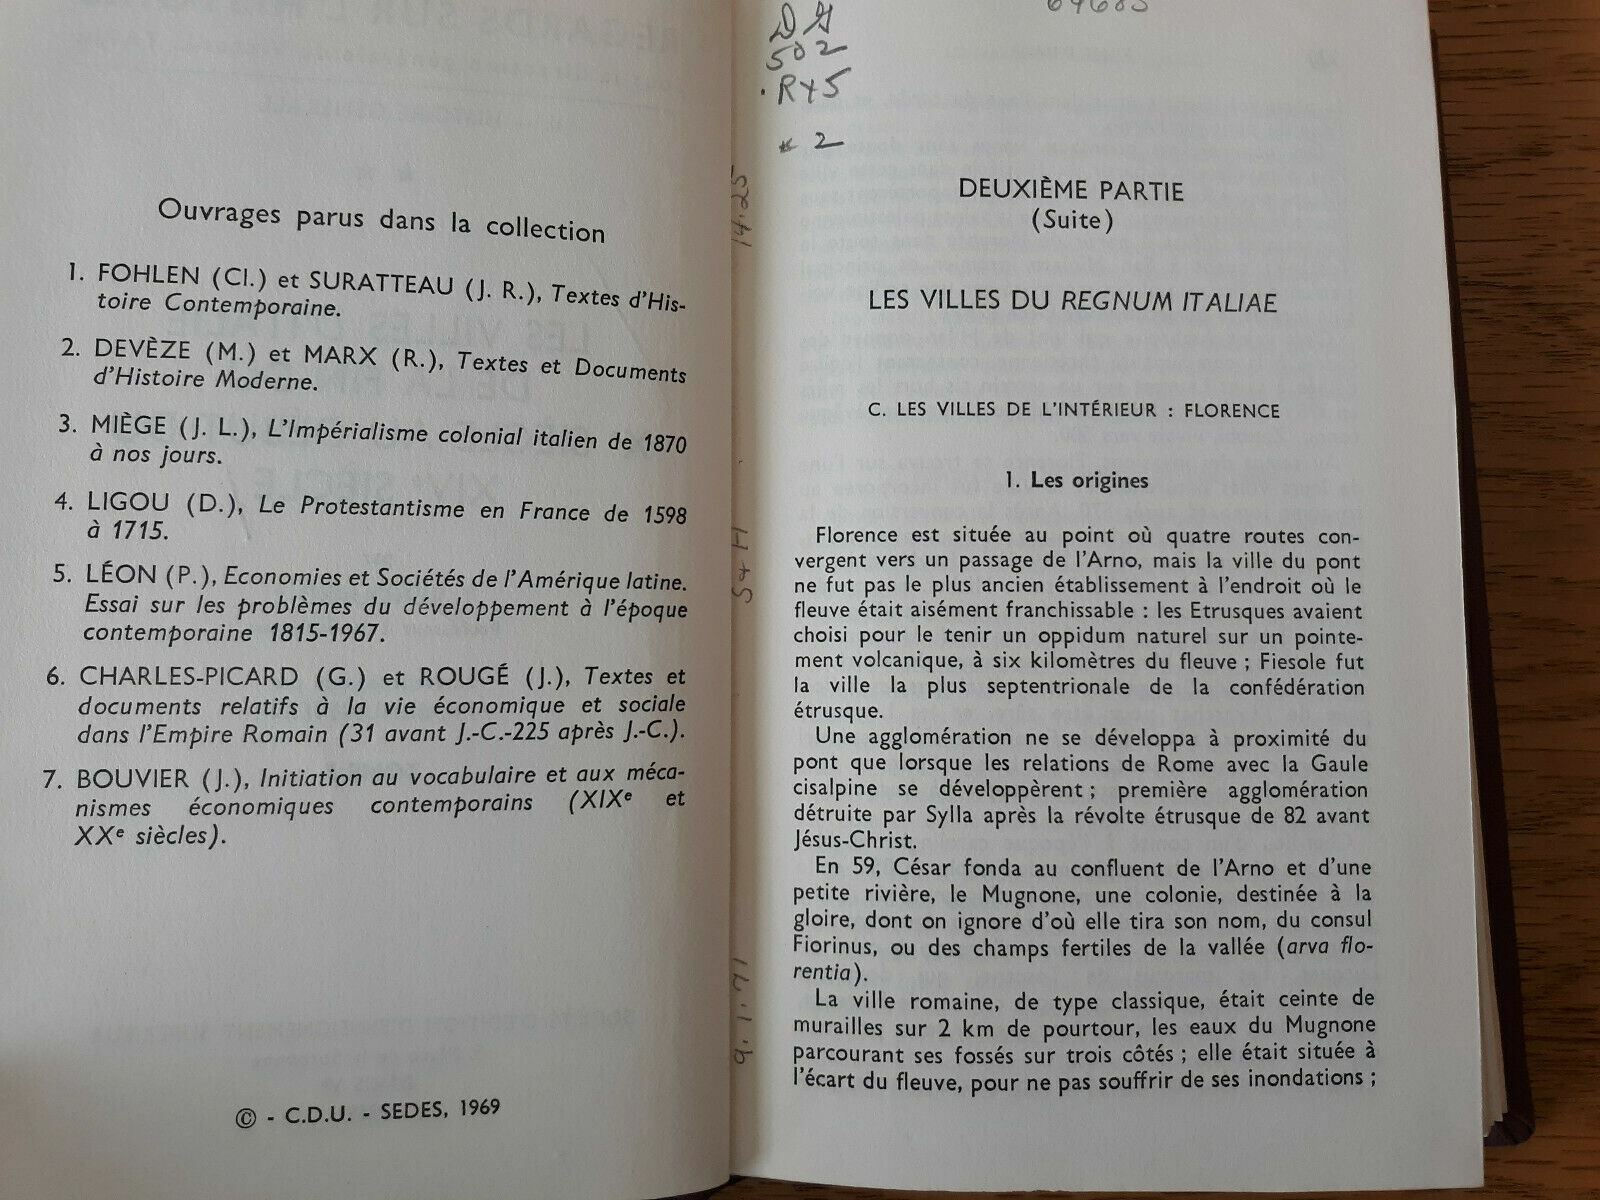 Ouvrages parus dans la collection
1. FOHLEN (Cl.) et SURATTEAU (J. R.), Textes d'His-
toire Contemporaine.
2. DEVÈZE (M.) et MARX (R.), Textes et Documents
d'Histoire Moderne.
3. MIÈGE (J. L.), L'Impérialisme colonial italien de 1870
à nos jours.
4. LIGOU (D.), Le Protestantisme en France de 1598
à 1715.
5. LÉON (P.), Economies et Sociétés de l'Amérique latine.
Essai sur les problèmes du développement à l'époque
contemporaine 1815-1967.
6. CHARLES-PICARD (G.) et ROUGÉ (J.), Textes et
documents relatifs à la vie économique et sociale
dans l'Empire Romain (31 avant J.-C.-225 après J.-C.).
7. BOUVIER (J.), Initiation au vocabulaire et aux méca-
nismes économiques contemporains (XIXe et
XXe siècles).
© - C.D.U. - SEDES, 1969
502
2
14.25
DEUXIÈME PARTIE
(Suite)
LES VILLES DU REGNUM ITALIAE
C. LES VILLES DE L'INTÉRIEUR : FLORENCE
1. Les origines
Florence est située au point où quatre routes con-
vergent vers un passage de l'Arno, mais la ville du pont
ne fut pas le plus ancien établissement à l'endroit où le
fleuve était aisément franchissable : les Etrusques avaient
choisi pour le tenir un oppidum naturel sur un pointe-
ment volcanique, à six kilomètres du fleuve ; Fiesole fut
la ville la plus septentrionale de la confédération
étrusque.
Une agglomération ne se développa à proximité du
pont que lorsque les relations de Rome avec la Gaule
cisalpine se développèrent ; première agglomération
détruite par Sylla après la révolte étrusque de 82 avant
Jésus-Christ.
En 59, César fonda au confluent de l'Arno et d'une
petite rivière, le Mugnone, une colonie, destinée à la
gloire, dont on ignore d'où elle tira son nom, du consul
Fiorinus, ou des champs fertiles de la vallée (arva flo-
rentia).
La ville romaine, de type classique, était ceinte de
murailles sur 2 km de pourtour, les eaux du Mugnone
parcourant ses fossés sur trois côtés ; elle était située à
l'écart du fleuve, pour ne pas souffrir de ses inondations ;